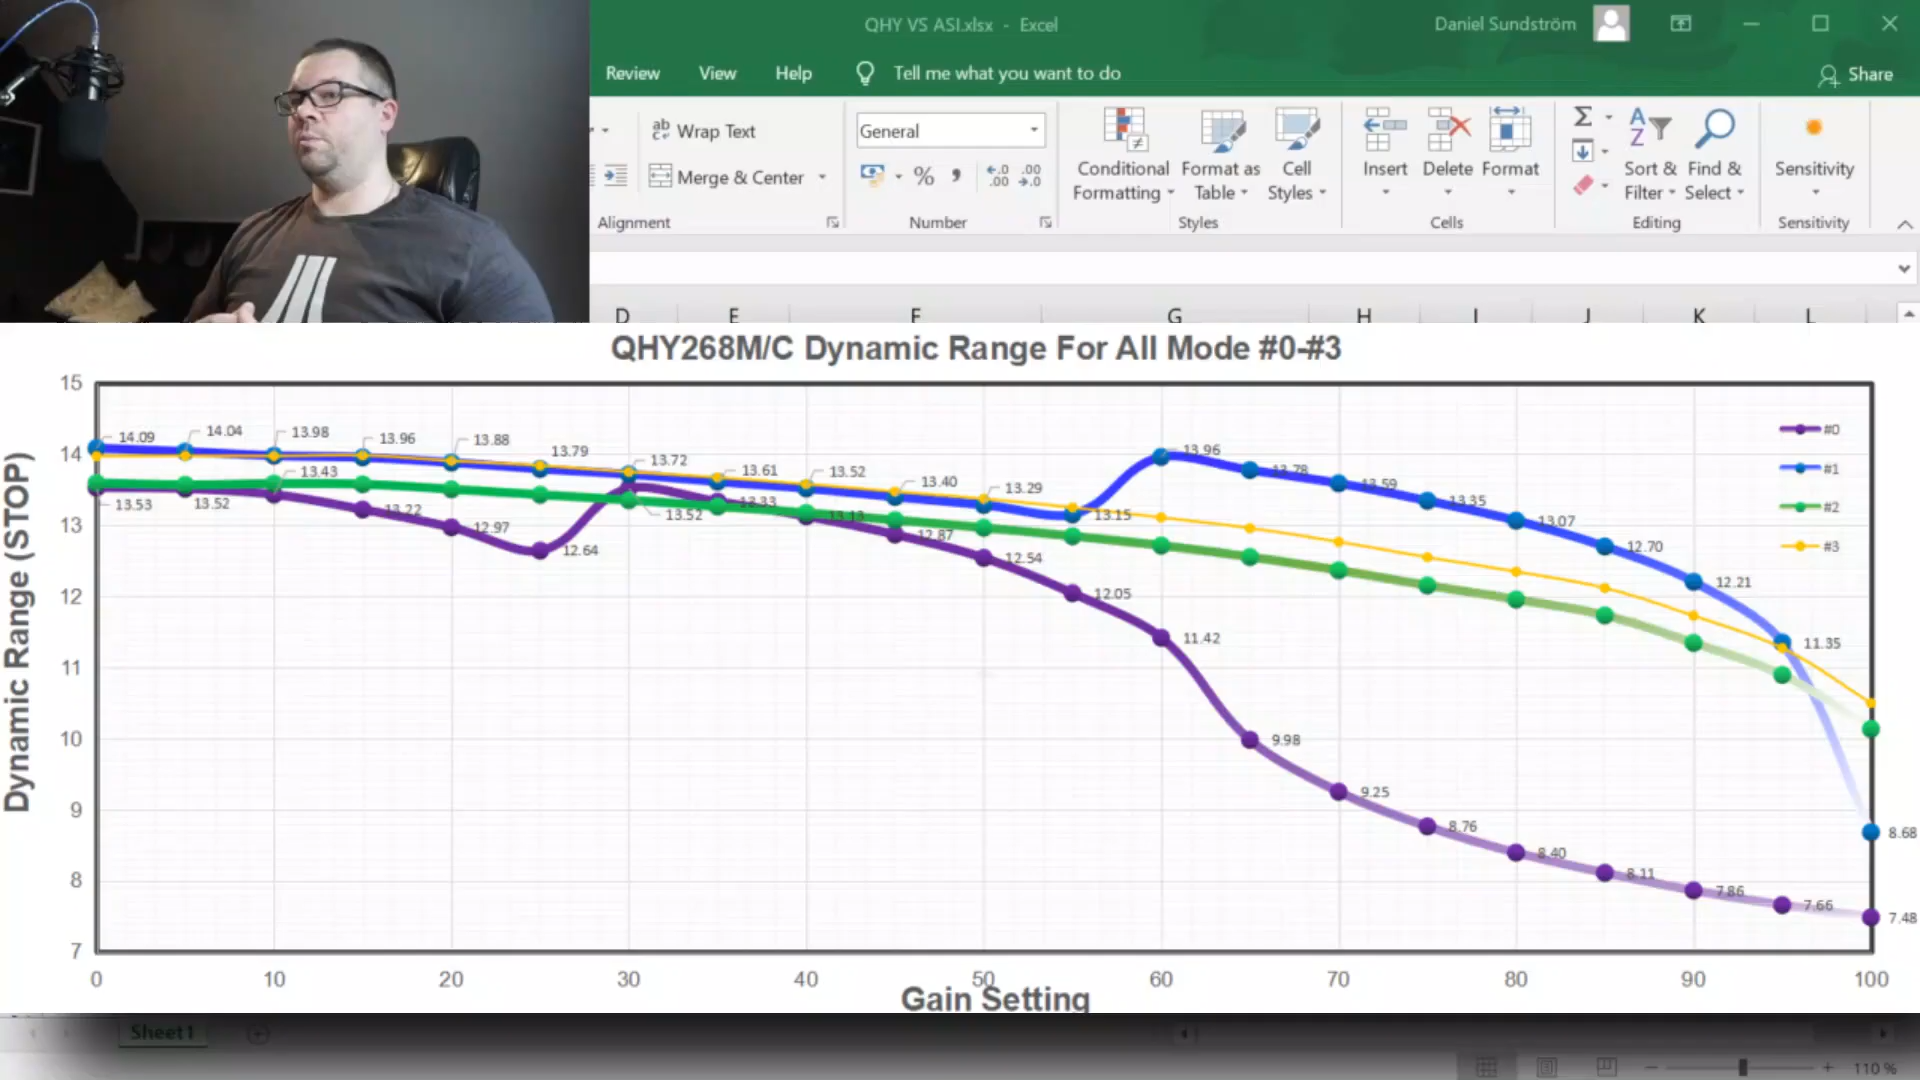 QHY VS ASI.xlsx - Excel
Daniel Sundström
Review View Help Tell me what you want to do
Share
Wrap Text
Merge & Center
Alignment
General
Number
Conditional Formatting
Format as Table
Cell Styles
Styles
Insert Delete Format
Cells
Sort & Filter
Find & Select
Editing
Sensitivity
Sensitivity
D E F G H I J K L
QHY268M/C Dynamic Range For All Mode #0-#3
Dynamic Range (STOP)
15
14
13
12
11
10
9
8
7
14.09 14.04 13.98 13.96 13.88 13.79 13.72 13.61 13.52 13.40 13.29 13.15 13.96 13.78 13.59 13.35 13.07 12.70 12.21 11.35 8.68
13.53 13.52 13.43 13.22 12.97 12.64 13.52 13.33 13.13 12.87 12.54 12.05 11.42 9.98 9.25 8.76 8.40 8.11 7.86 7.66 7.48
#0
#1
#2
#3
0 10 20 30 40 50 60 70 80 90 100
Gain Setting
Sheet1
110 %